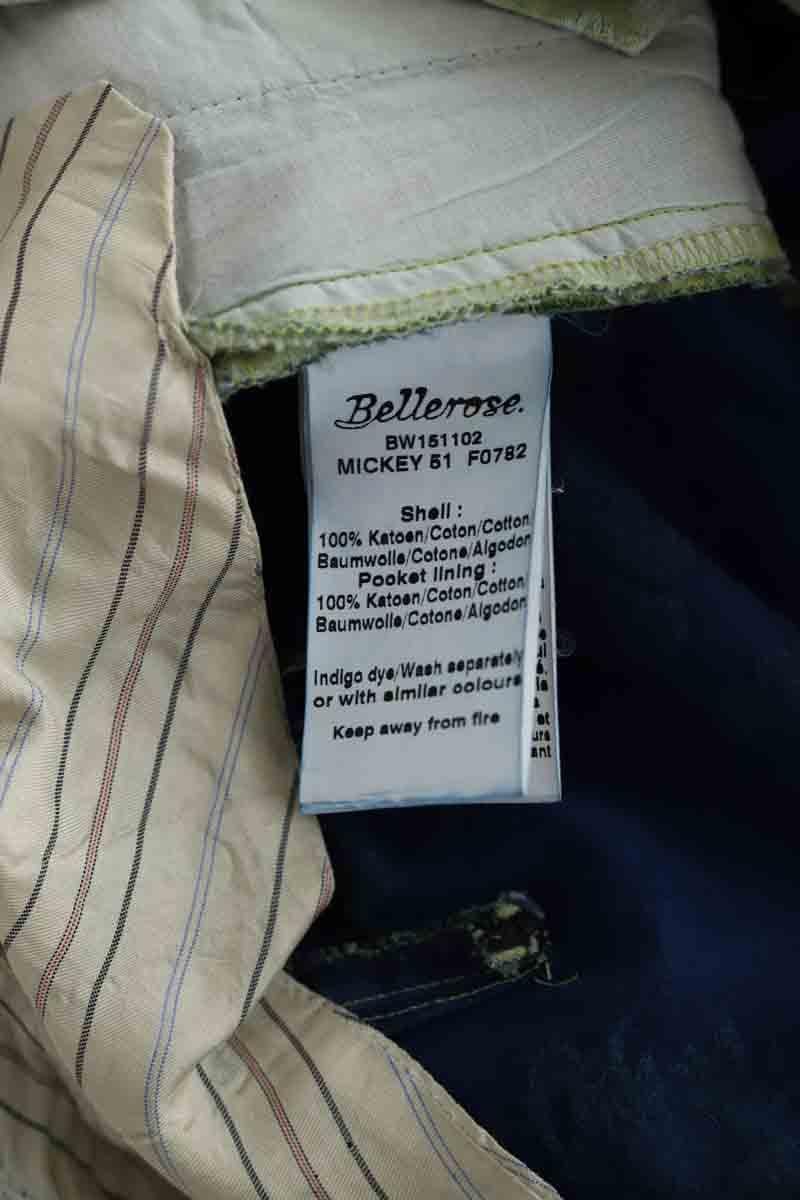 Bellerose.
BW151102
MICKEY 51 F0782
Shell :
100% Katoen/Coton/Cotton
Baumwolle/Cotone/Algodon
Pocket lining :
100% Katoen/Coton/Cotton
Baumwolle/Cotone/Algodon
Indigo dye/Wash separately
or with similar colours
Keep away from fire